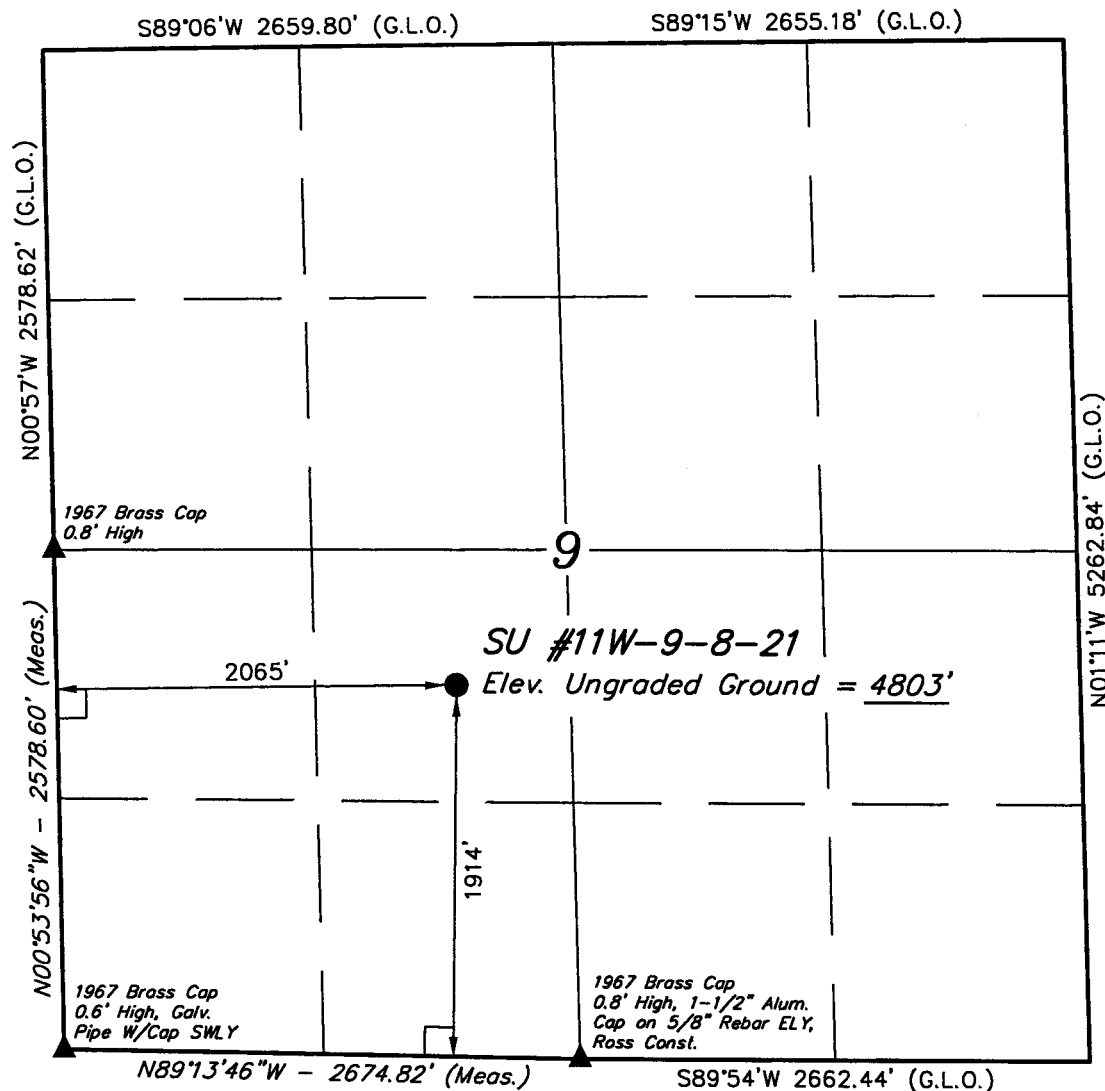 S89°06'W 2659.80' (G.L.O.)
S89°15'W 2655.18' (G.L.O.)
N00°57'W 2578.62' (G.L.O.)
N01°11'W 5262.84' (G.L.O.)
1967 Brass Cap
0.8' High
9
SU #11W-9-8-21
Elev. Ungraded Ground = 4803'
2065'
N00°53'56"W - 2578.60' (Meas.)
1914'
1967 Brass Cap
0.6' High, Galv.
Pipe W/Cap SWLY
1967 Brass Cap
0.8' High, 1-1/2" Alum.
Cap on 5/8" Rebar ELY,
Ross Const.
N89°13'46"W - 2674.82' (Meas.)
S89°54'W 2662.44' (G.L.O.)